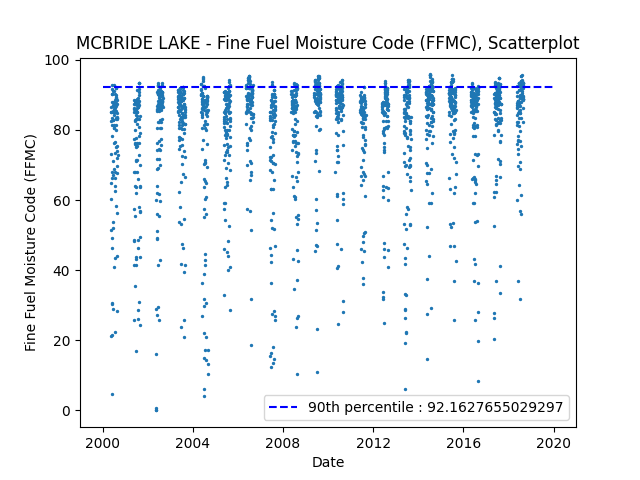 MCBRIDE LAKE - Fine Fuel Moisture Code (FFMC), Scatterplot
100
80
60
40
20
0
Fine Fuel Moisture Code (FFMC)
90th percentile : 92.1627655029297
2000 2004 2008 2012 2016 2020
Date